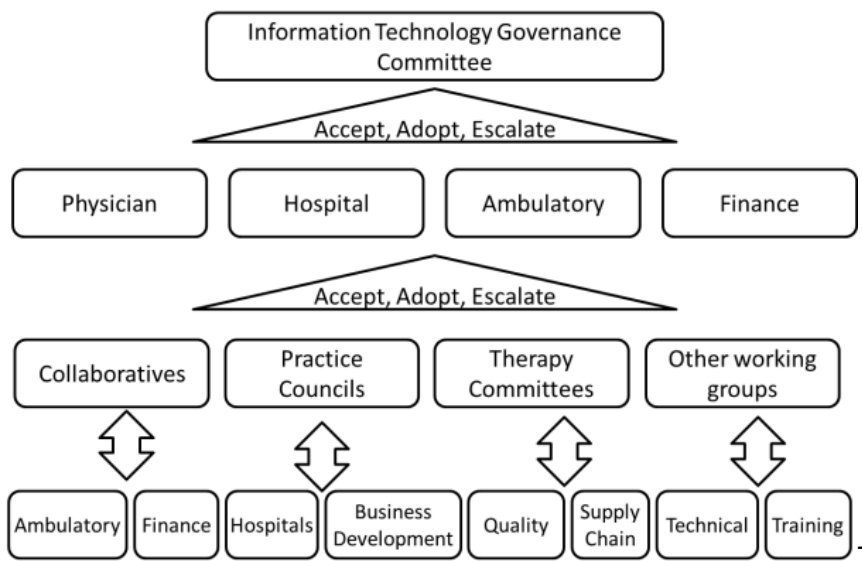 Information Technology Governance
Committee
Accept, Adopt, Escalate
Physician
Hospital
Ambulatory
Finance
Accept, Adopt, Escalate
Collaboratives
Practice
Councils
Therapy
Committees
Other working
groups
Ambulatory
Finance
Hospitals
Business
Development
Quality
Supply
Chain
Technical
Training